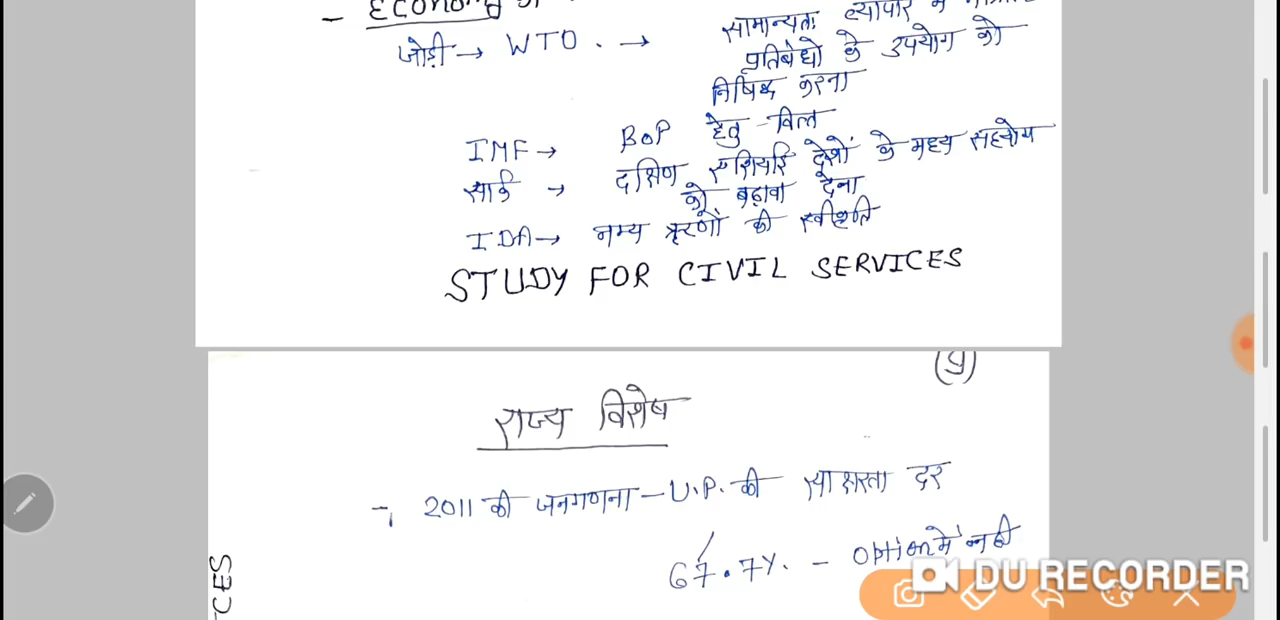 - Economy
सामान्यतः व्यापार में
जोड़ी → WTO. → प्रतिबंधों के उपयोग को
निषिद्ध करना
IMF → BoP हेतु - वित्त
सार्क → दक्षिण एशियाई देशों के मध्य सहयोग
को बढ़ावा देना
IDA → नम्य ऋणों की स्वीकृति
STUDY FOR CIVIL SERVICES
राज्य विशेष
→ 2011 की जनगणना - U.P. की साक्षरता दर
67.7%. - option में नही
DU RECORDER